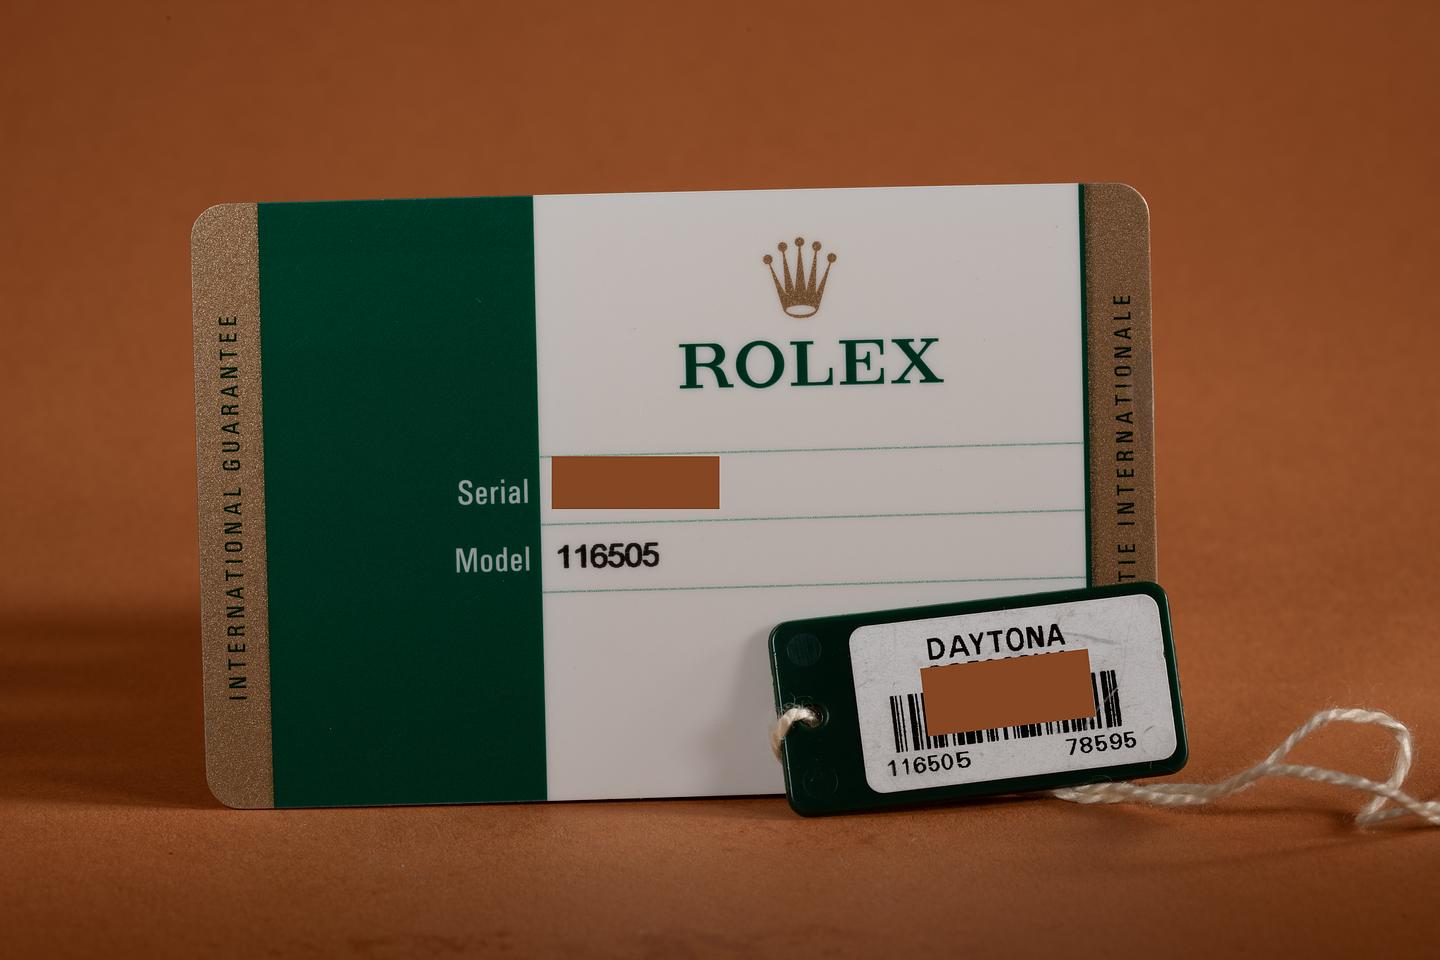 INTERNATIONAL GUARANTEE
ROLEX
Serial
Model 116505
TIE INTERNATIONALE
DAYTONA
116505 78595